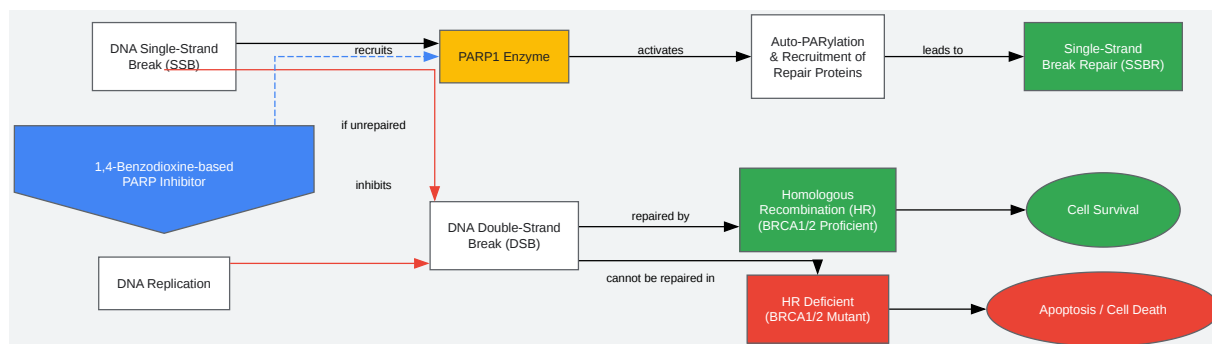 DNA Single-Strand
Break (SSB)
recruits
PARP1 Enzyme
activates
Auto-PARylation
& Recruitment of
Repair Proteins
leads to
Single-Strand
Break Repair (SSBR)
if unrepaired
1,4-Benzodioxine-based
PARP Inhibitor
inhibits
DNA Double-Strand
Break (DSB)
repaired by
Homologous
Recombination (HR)
(BRCA1/2 Proficient)
Cell Survival
DNA Replication
cannot be repaired in
HR Deficient
(BRCA1/2 Mutant)
Apoptosis / Cell Death